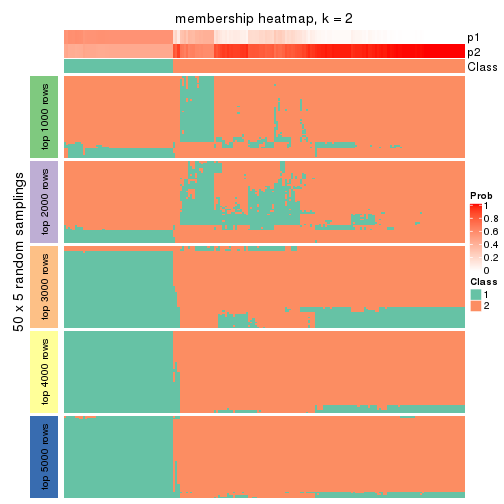 membership heatmap, k = 2
p1
p2
Class
50 x 5 random samplings
top 1000 rows
top 2000 rows
top 3000 rows
top 4000 rows
top 5000 rows
Prob
1
0.8
0.6
0.4
0.2
0
Class
1
2